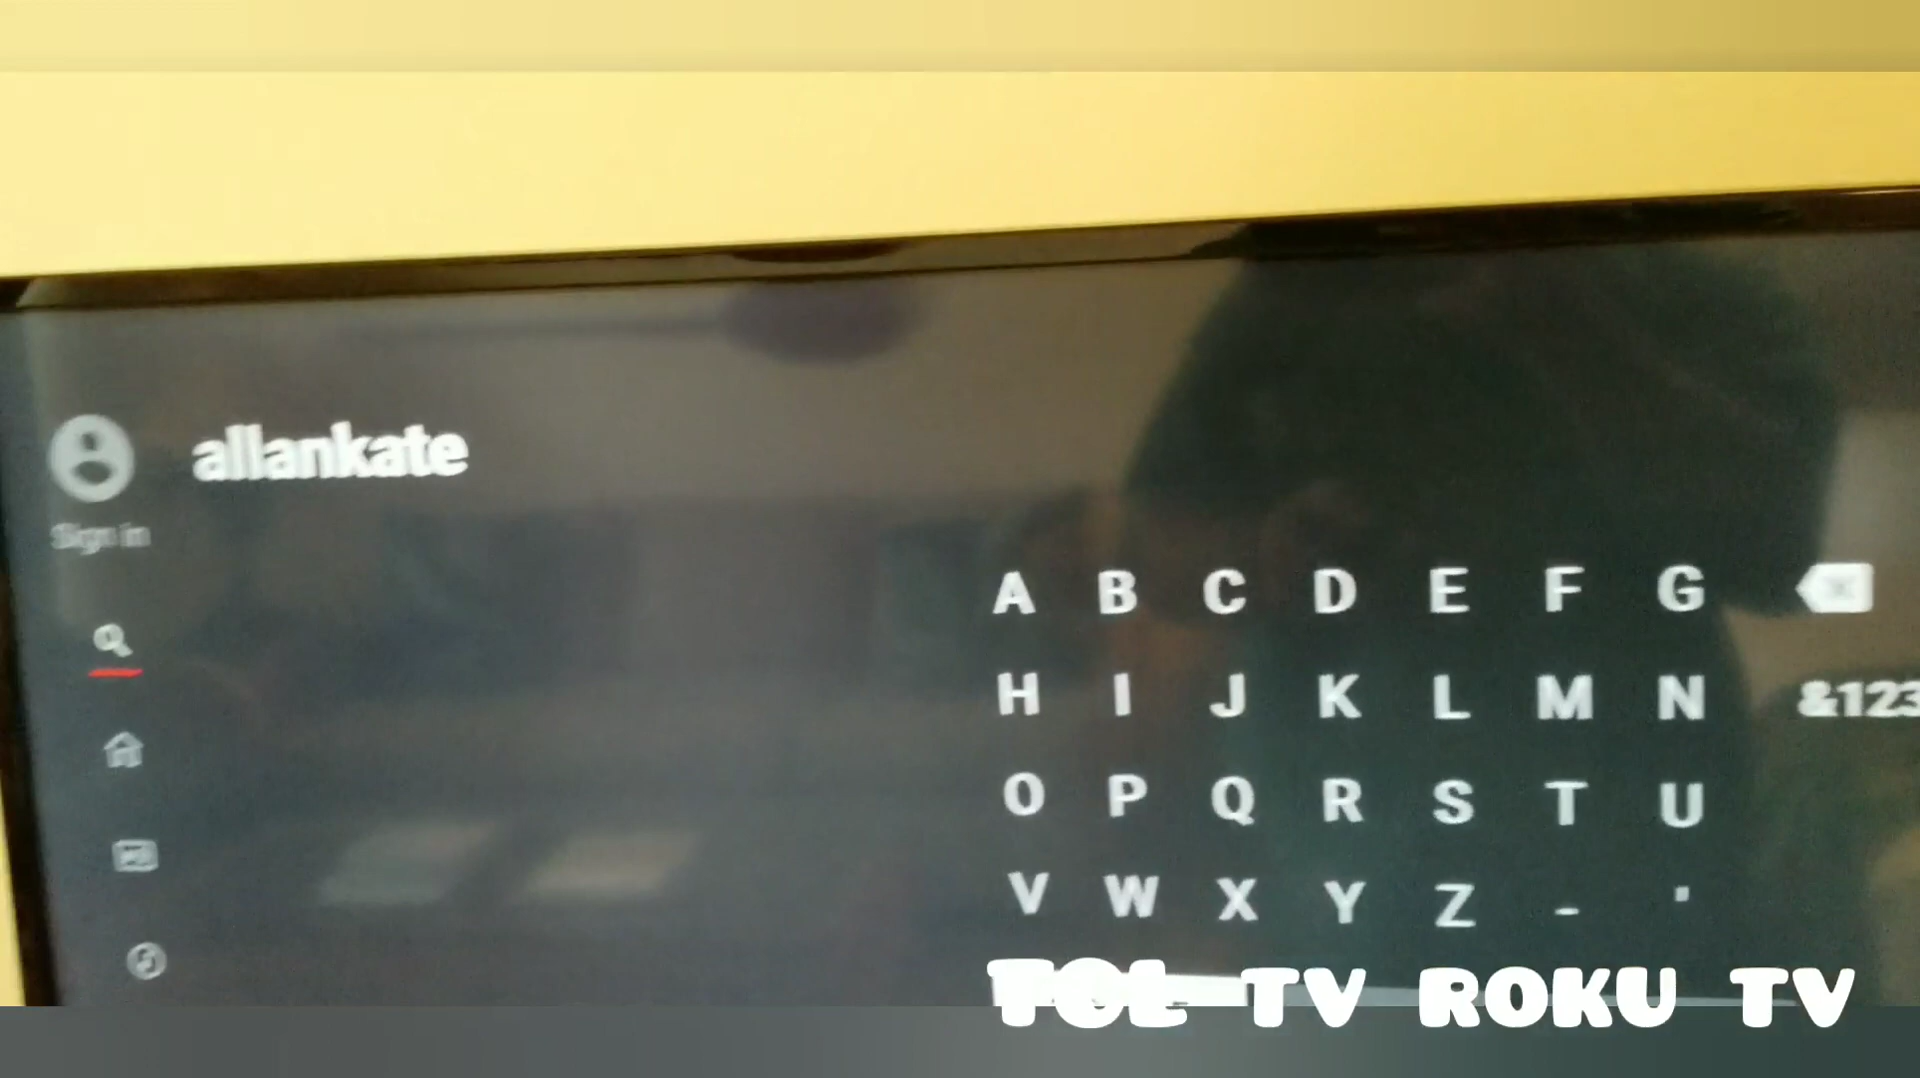 allankate
Sign in
A B C D E F G
H I J K L M N &123
O P Q R S T U
V W X Y Z - '
TCL TV ROKU TV